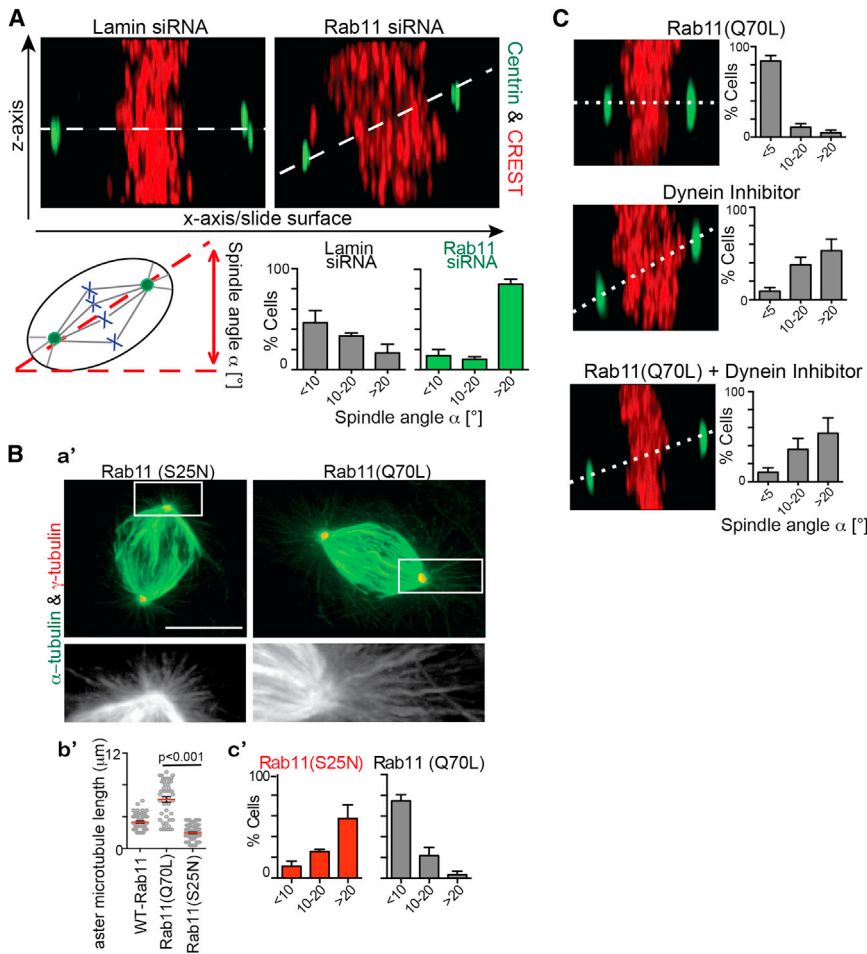 A
Lamin siRNA
Rab11 siRNA
z-axis
Centrin & CREST
x-axis/slide surface
Spindle angle α [°]
Lamin
siRNA
Rab11
siRNA
% Cells
100
0
<10
10-20
>20
<10
10-20
>20
Spindle angle α [°]
B
a'
Rab11 (S25N)
Rab11(Q70L)
α-tubulin & γ-tubulin
b'
aster microtubule length (μm)
12
0
p<0.001
WT-Rab11
Rab11(Q70L)
Rab11(S25N)
c'
Rab11(S25N)
Rab11 (Q70L)
% Cells
100
0
<10
10-20
>20
<10
10-20
>20
C
Rab11(Q70L)
% Cells
100
0
<5
10-20
>20
Dynein Inhibitor
% Cells
100
0
<5
10-20
>20
Rab11(Q70L) + Dynein Inhibitor
% Cells
100
0
<5
10-20
>20
Spindle angle α [°]